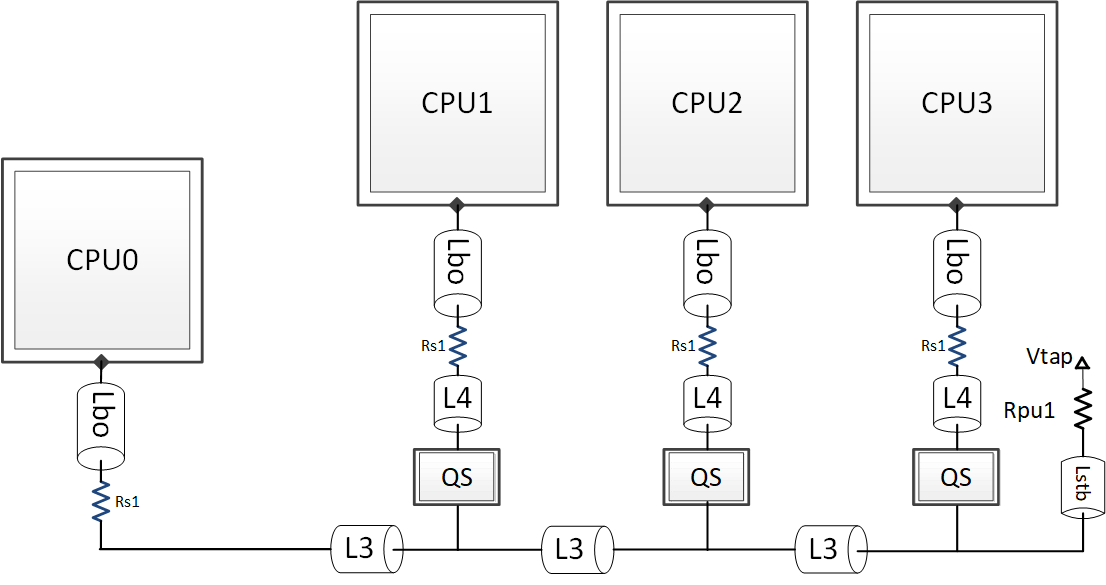 CPU1
CPU2
CPU3
CPU0
Lbo
Lbo
Lbo
Rs1
Rs1
Rs1
Vtap
L4
L4
L4
Rpu1
Lbo
QS
QS
QS
Lstb
Rs1
L3
L3
L3